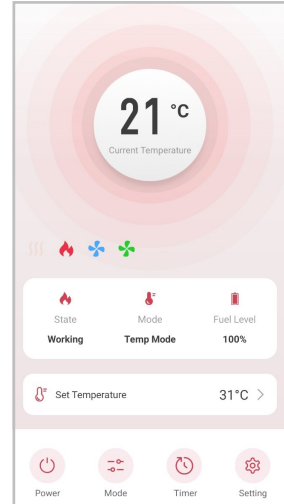 21 °C
Current Temperature
State Mode Fuel Level
Working Temp Mode 100%
Set Temperature 31°C
Power Mode Timer Setting